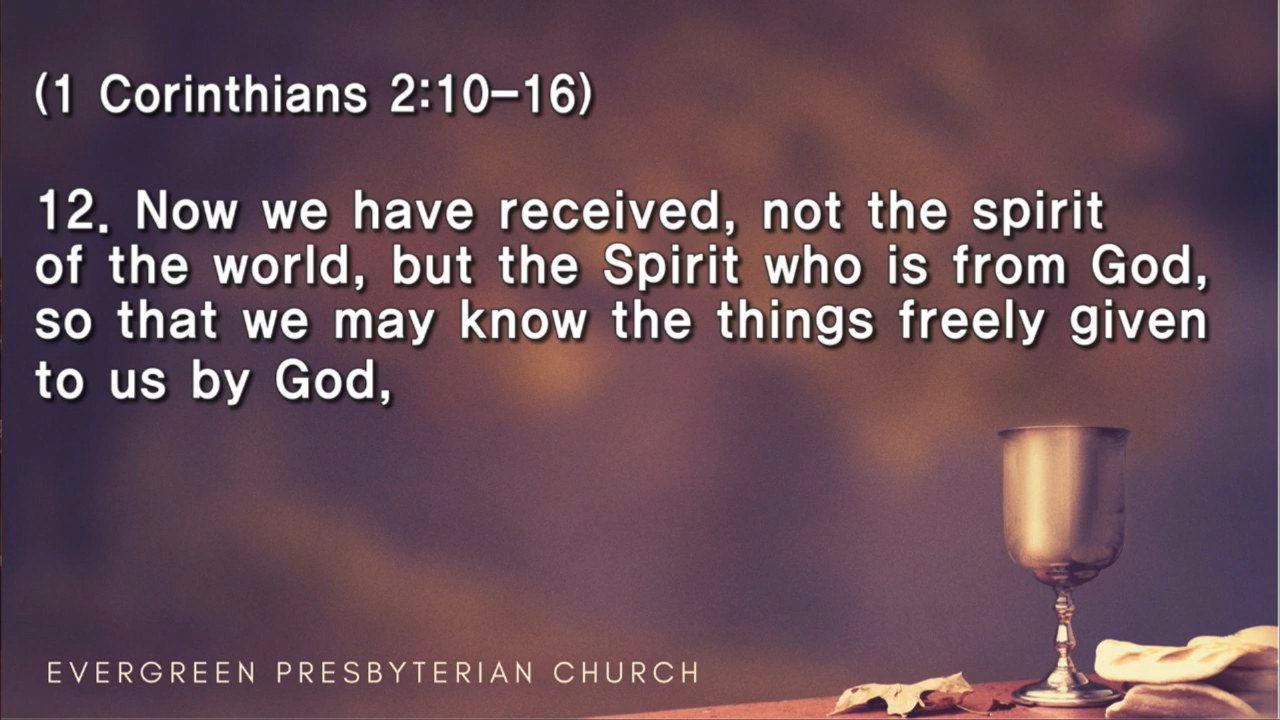 (1 Corinthians 2:10-16)
12. Now we have received, not the spirit
of the world, but the Spirit who is from God,
so that we may know the things freely given
to us by God,
EVERGREEN PRESBYTERIAN CHURCH